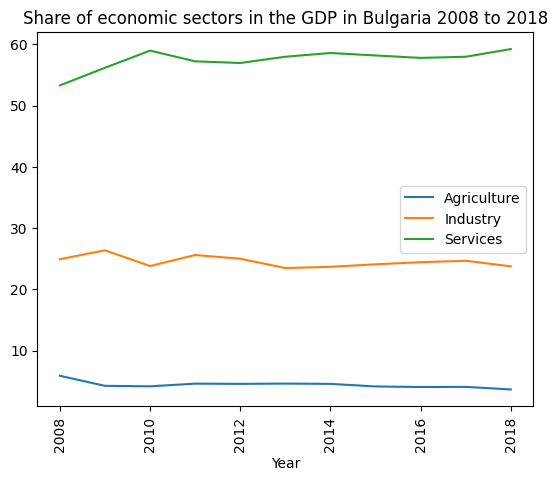 Share of economic sectors in the GDP in Bulgaria 2008 to 2018
60
50
40
30
20
10
Agriculture
Industry
Services
2008
2010
2012
2014
2016
2018
Year